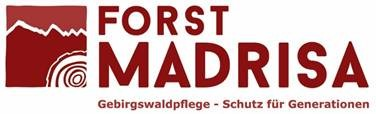 FORST
MADRISA
Gebirgswaldpflege - Schutz für Generationen